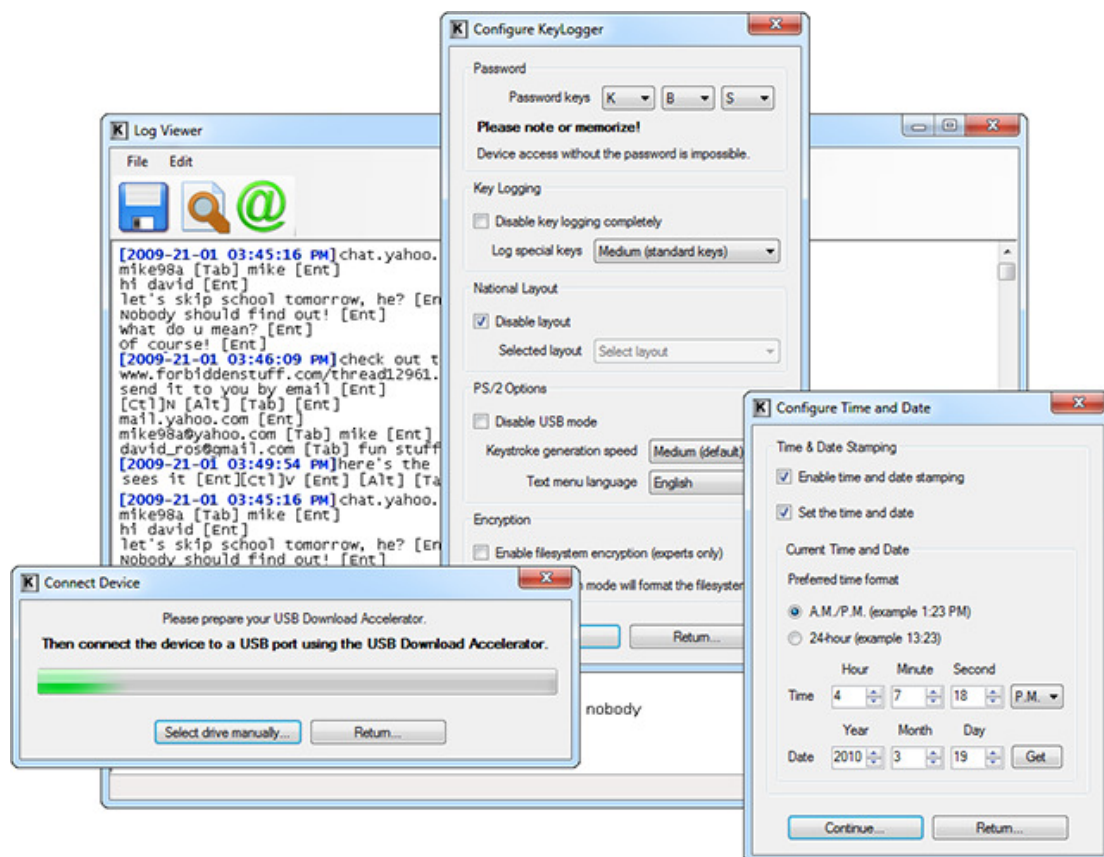 Configure KeyLogger
Password
Password keys K B S
Please note or memorize!
Device access without the password is impossible.
Key Logging
Disable key logging completely
Log special keys Medium (standard keys)
National Layout
Disable layout
Selected layout Select layout
PS/2 Options
Disable USB mode
Keystroke generation speed Medium (default)
Text menu language English
Encryption
Enable filesystem encryption (experts only)
mode will format the filesystem
Return...
Log Viewer
File Edit
[2009-21-01 03:45:16 PM]chat.yahoo.
mike98a [Tab] mike [Ent]
hi david [Ent]
let's skip school tomorrow, he? [En
Nobody should find out! [Ent]
What do u mean? [Ent]
Of course! [Ent]
[2009-21-01 03:46:09 PM]check out t
www.forbiddenstuff.com/thread12961.
send it to you by email [Ent]
[Ctl]N [Alt] [Tab] [Ent]
mail.yahoo.com [Ent]
mike98a@yahoo.com [Tab] mike [Ent]
david_ros@gmail.com [Tab] fun stuff
[2009-21-01 03:49:54 PM]here's the
sees it [Ent][Ctl]V [Ent] [Alt] [Ta
[2009-21-01 03:45:16 PM]chat.yahoo.
mike98a [Tab] mike [Ent]
hi david [Ent]
let's skip school tomorrow, he? [En
Nobody should find out! [Ent]
nobody
Connect Device
Please prepare your USB Download Accelerator.
Then connect the device to a USB port using the USB Download Accelerator.
Select drive manually... Return...
Configure Time and Date
Time & Date Stamping
Enable time and date stamping
Set the time and date
Current Time and Date
Preferred time format
A.M./P.M. (example 1:23 PM)
24-hour (example 13:23)
Hour Minute Second
Time 4 7 18 P.M.
Year Month Day
Date 2010 3 19 Get
Continue... Return...